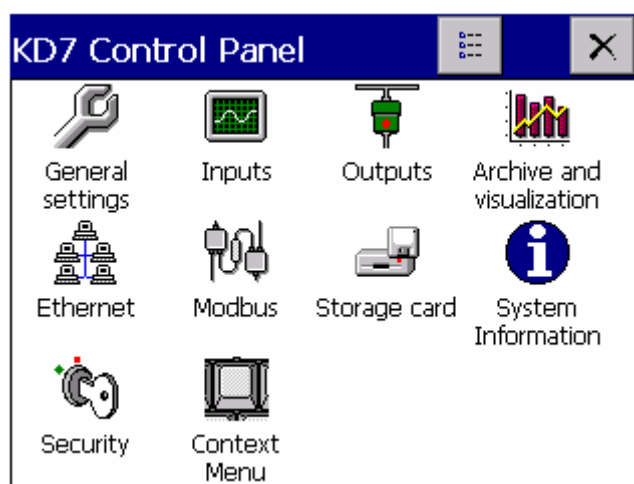 KD7 Control Panel
General
settings
Inputs
Outputs
Archive and
visualization
Ethernet
Modbus
Storage card
System
Information
Security
Context
Menu